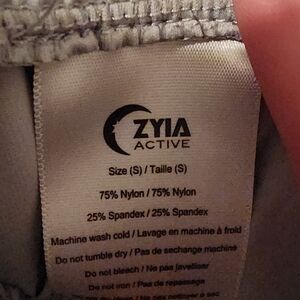 ZYIA
ACTIVE
Size (S) / Taille (S)
75% Nylon / 75% Nylon
25% Spandex / 25% Spandex
Machine wash cold / Lavage en machine à froid
Do not tumble dry / Pas de sechange machine
Do not bleach / Ne pas javelliser
Do not iron / Pas de repassage